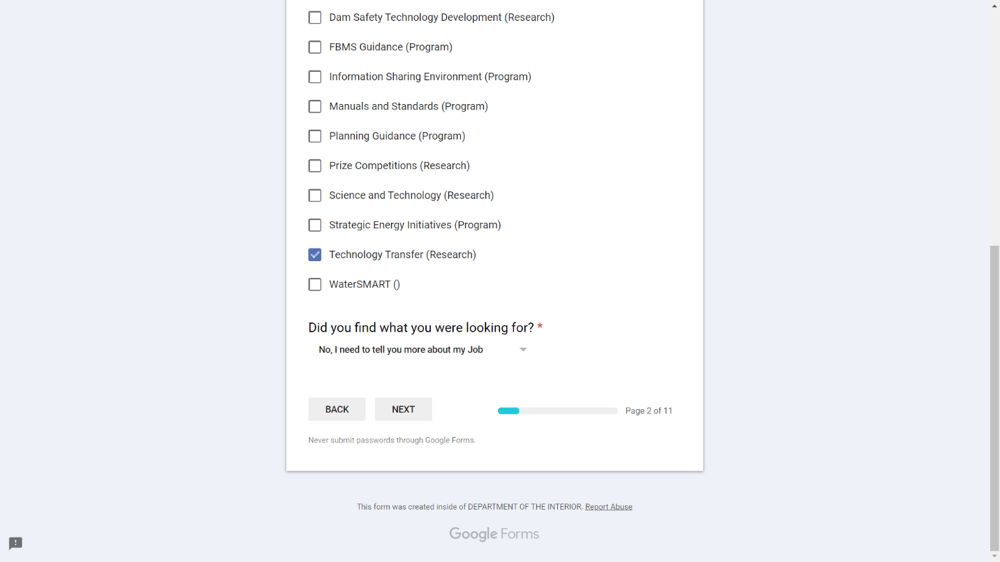 Dam Safety Technology Development (Research)
FBMS Guidance (Program)
Information Sharing Environment (Program)
Manuals and Standards (Program)
Planning Guidance (Program)
Prize Competitions (Research)
Science and Technology (Research)
Strategic Energy Initiatives (Program)
Technology Transfer (Research)
WaterSMART ()
Did you find what you were looking for? *
No, I need to tell you more about my Job
BACK NEXT Page 2 of 11
Never submit passwords through Google Forms.
This form was created inside of DEPARTMENT OF THE INTERIOR. Report Abuse
Google Forms